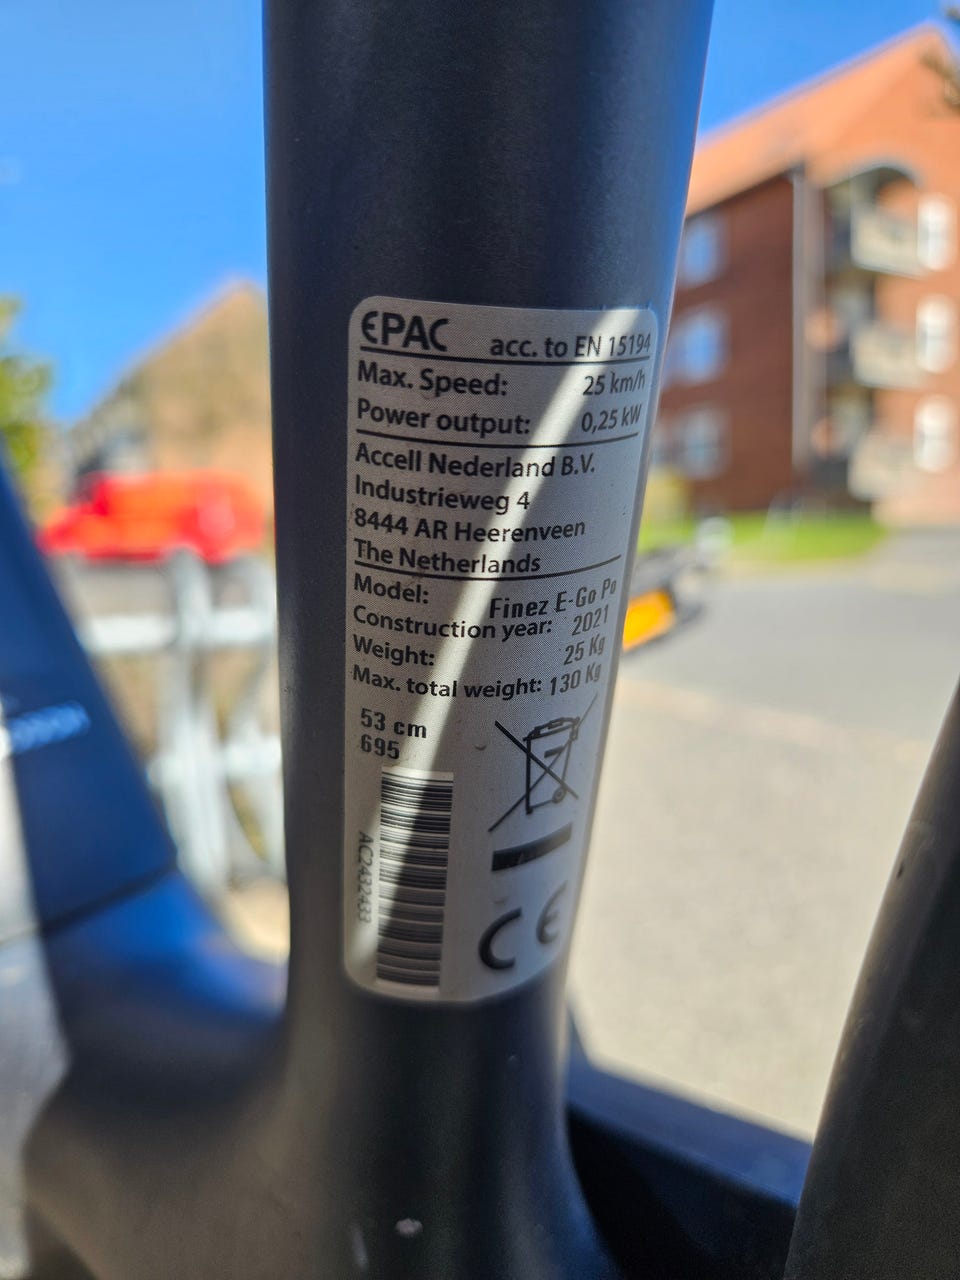 EPAC acc. to EN 15194
Max. Speed: 25 km/h
Power output: 0,25 kW
Accell Nederland B.V.
Industrieweg 4
8444 AR Heerenveen
The Netherlands
Model: Finez E-Go Po
Construction year: 2021
Weight: 25 Kg
Max. total weight: 130 Kg
53 cm
695
AC2432433
CE